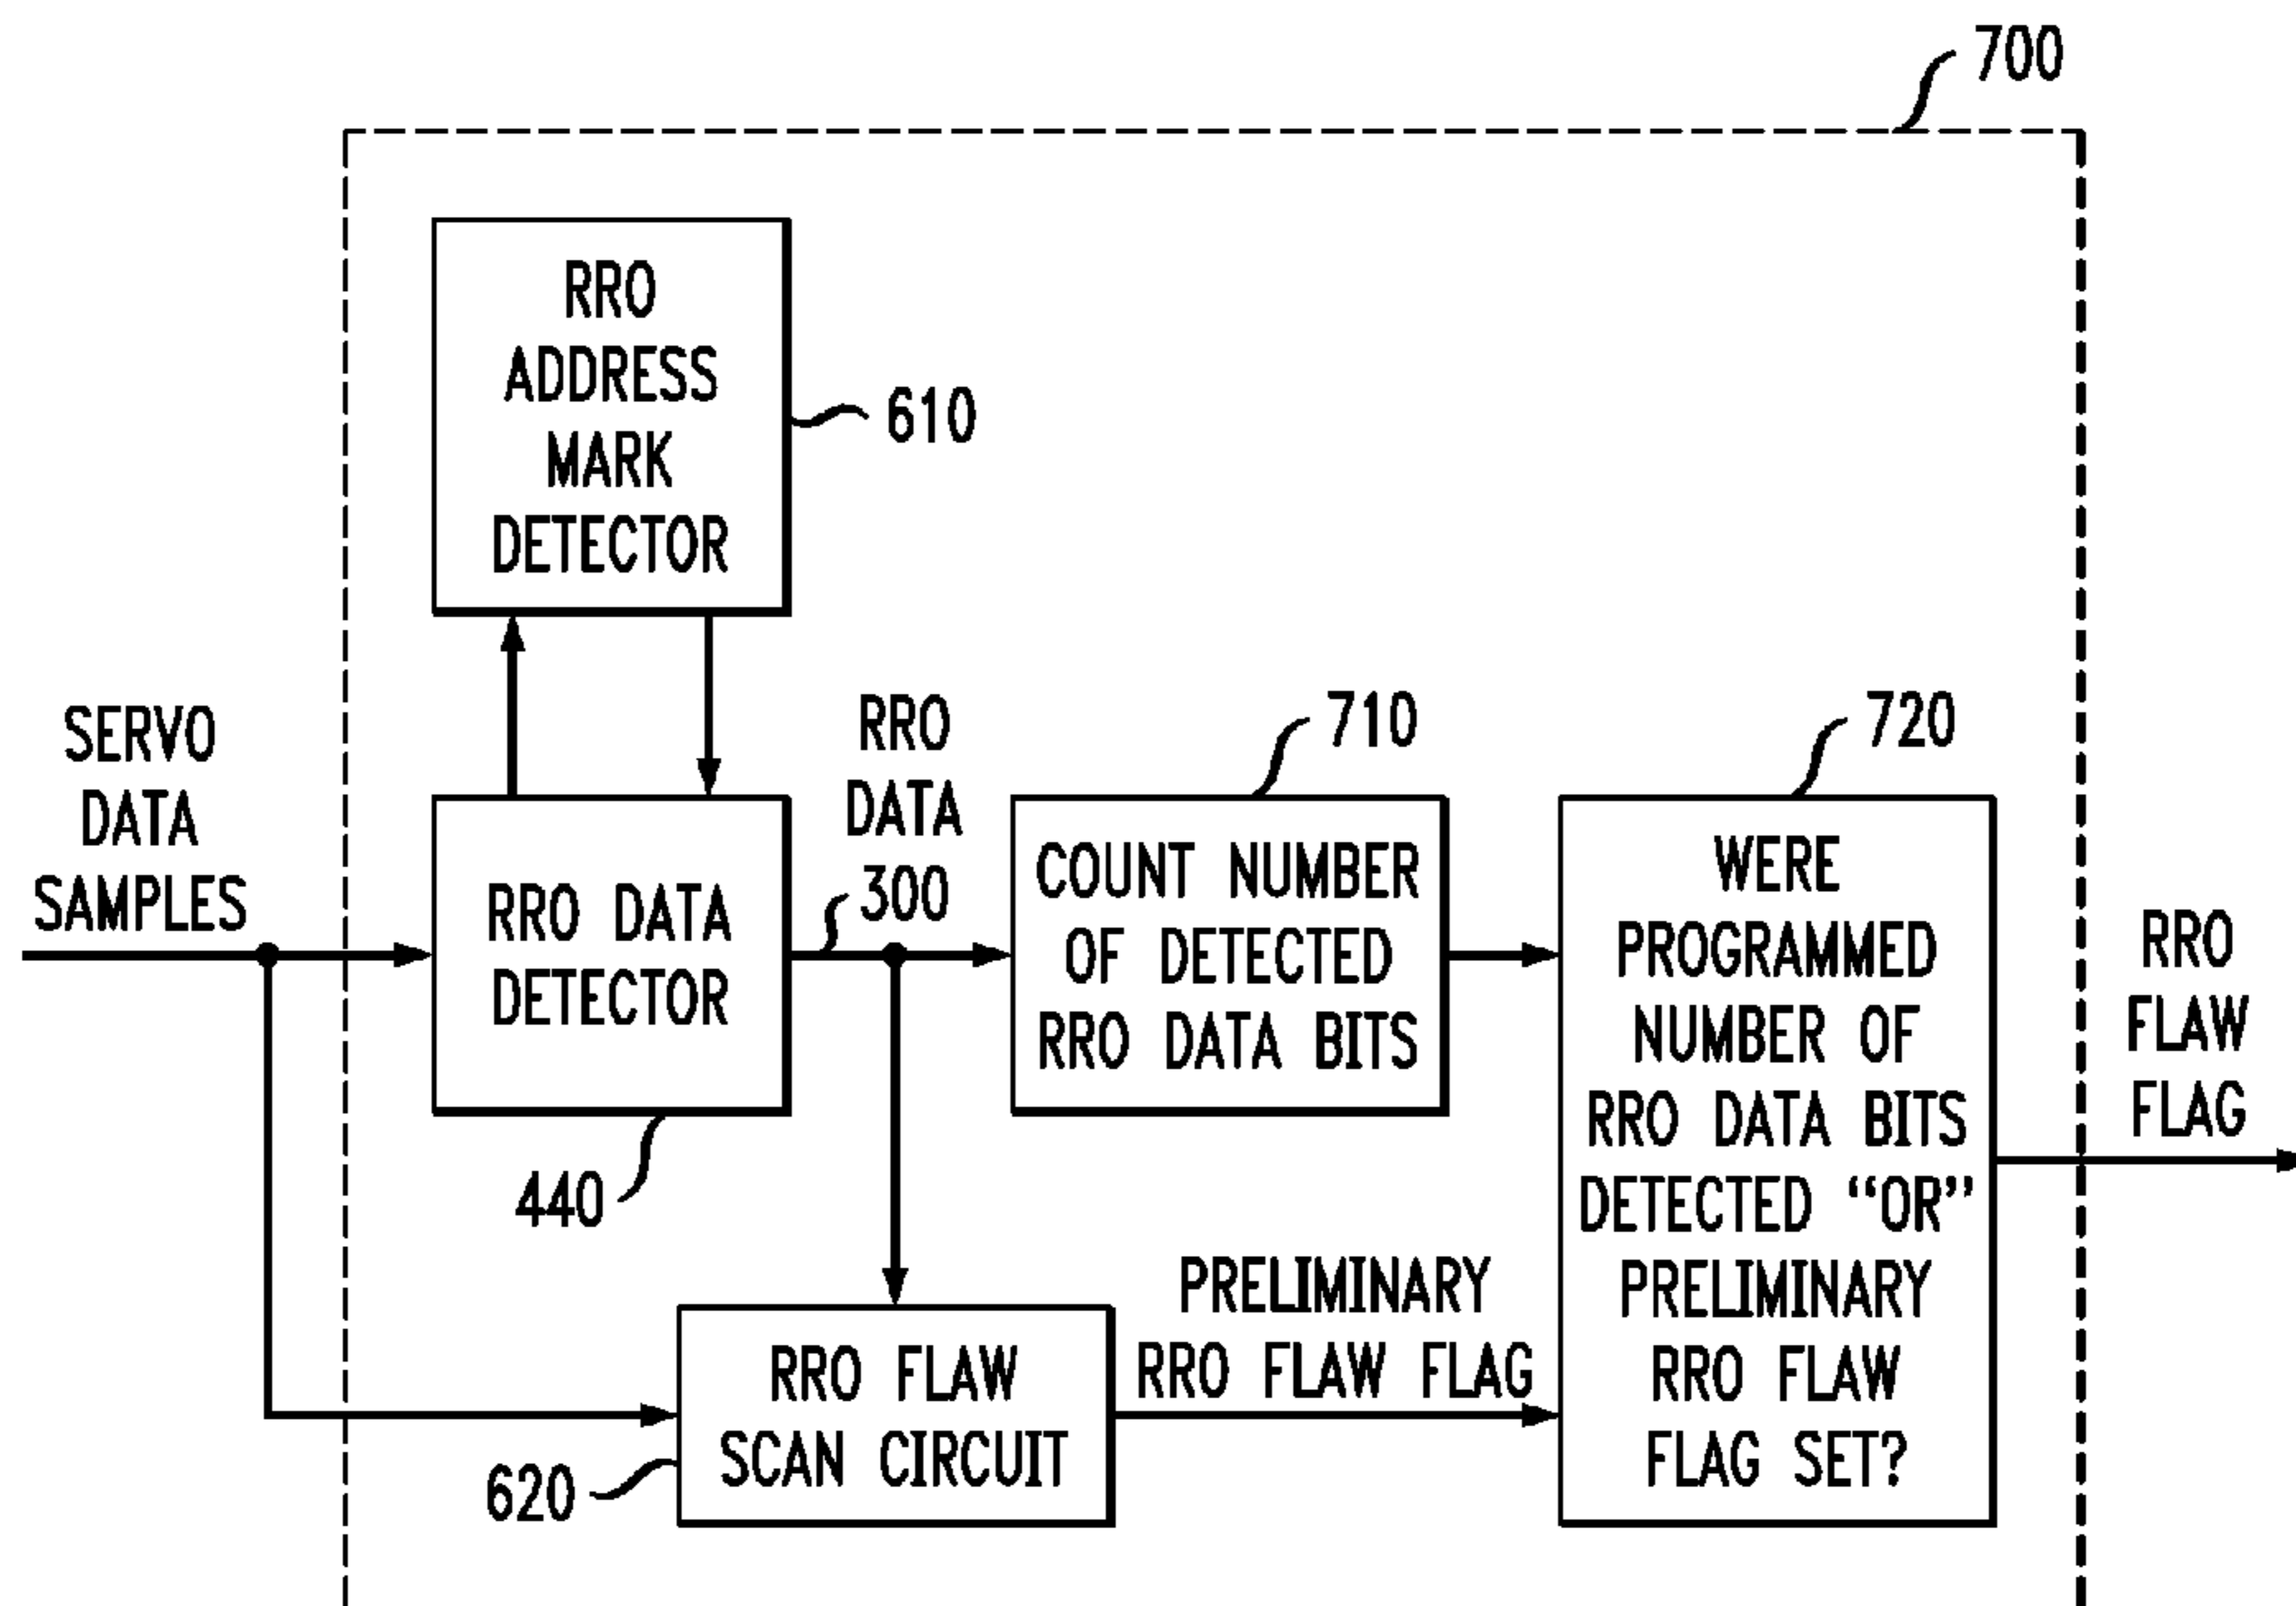 700
RRO
ADDRESS
MARK
DETECTOR
610
SERVO
DATA
SAMPLES
RRO DATA
DETECTOR
440
RRO
DATA
300
710
COUNT NUMBER
OF DETECTED
RRO DATA BITS
720
WERE
PROGRAMMED
NUMBER OF
RRO DATA BITS
DETECTED “OR”
PRELIMINARY
RRO FLAW
FLAG SET?
RRO
FLAW
FLAG
RRO FLAW
SCAN CIRCUIT
620
PRELIMINARY
RRO FLAW FLAG